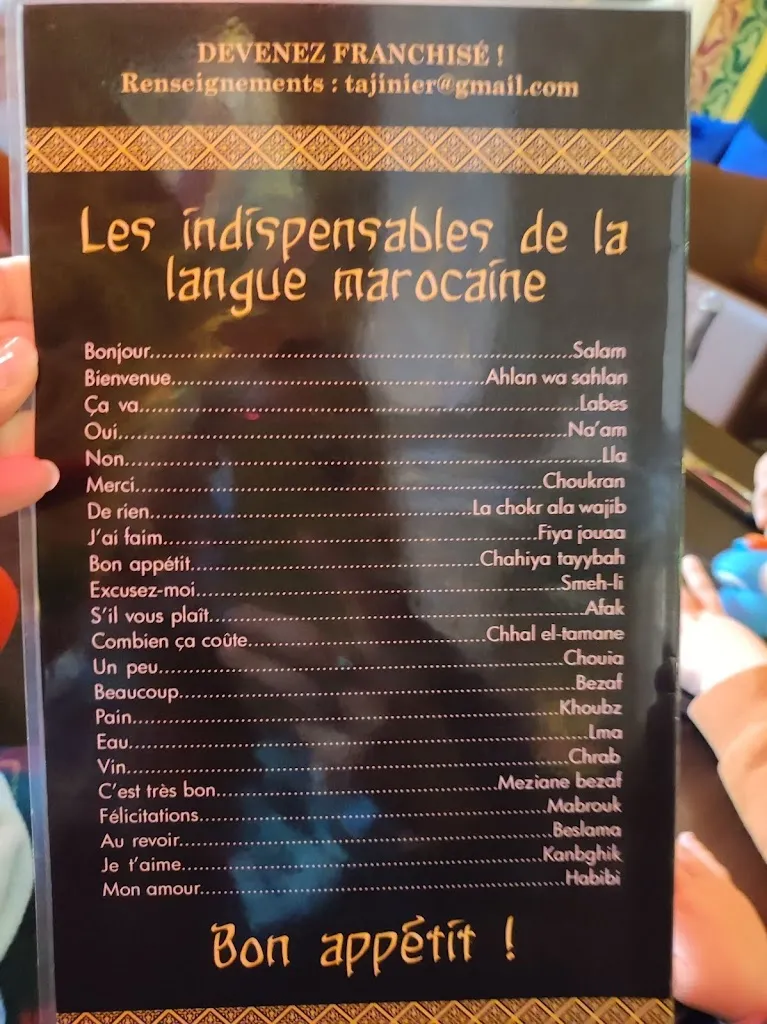 DEVENEZ FRANCHISÉ !
Renseignements : tajinier@gmail.com
Les indispensables de la
langue marocaine
Bonjour..........Salam
Bienvenue..........Ahlan wa sahlan
Ça va..........Labes
Oui..........Na'am
Non..........Lla
Merci..........Choukran
De rien..........La chokr ala wajib
J'ai faim..........Fiya jouaa
Bon appétit..........Chahiya tayybah
Excusez-moi..........Smeh-li
S'il vous plaît..........Afak
Combien ça coûte..........Chhal el-tamane
Un peu..........Chouia
Beaucoup..........Bezaf
Pain..........Khoubz
Eau..........Lma
Vin..........Chrab
C'est très bon..........Meziane bezaf
Félicitations..........Mabrouk
Au revoir..........Beslama
Je t'aime..........Kanbghik
Mon amour..........Habibi
Bon appétit !